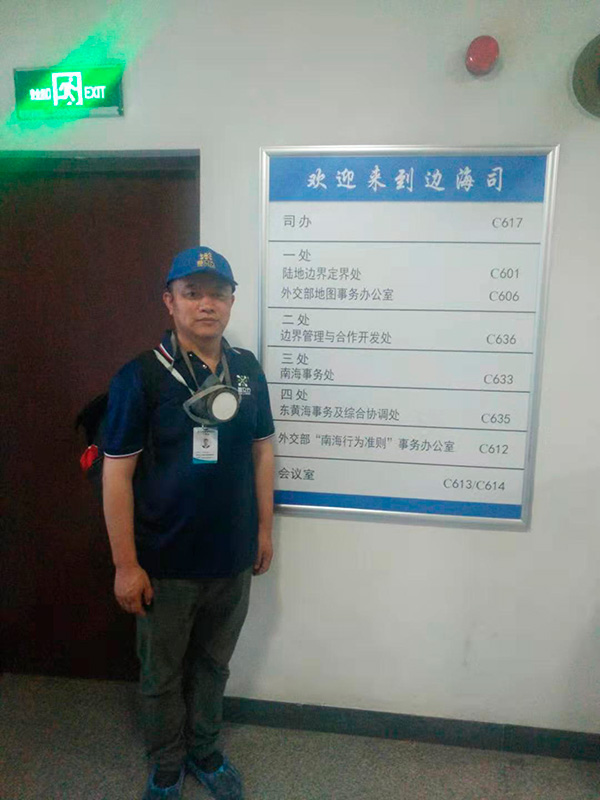 EXIT
欢迎来到边海司
司办 C617
一处
陆地边界定界处 C601
外交部地图事务办公室 C606
二处
边界管理与合作开发处 C636
三处
南海事务处 C633
四处
东黄海事务及综合协调处 C635
外交部“南海行为准则”事务办公室 C612
会议室 C613/C614